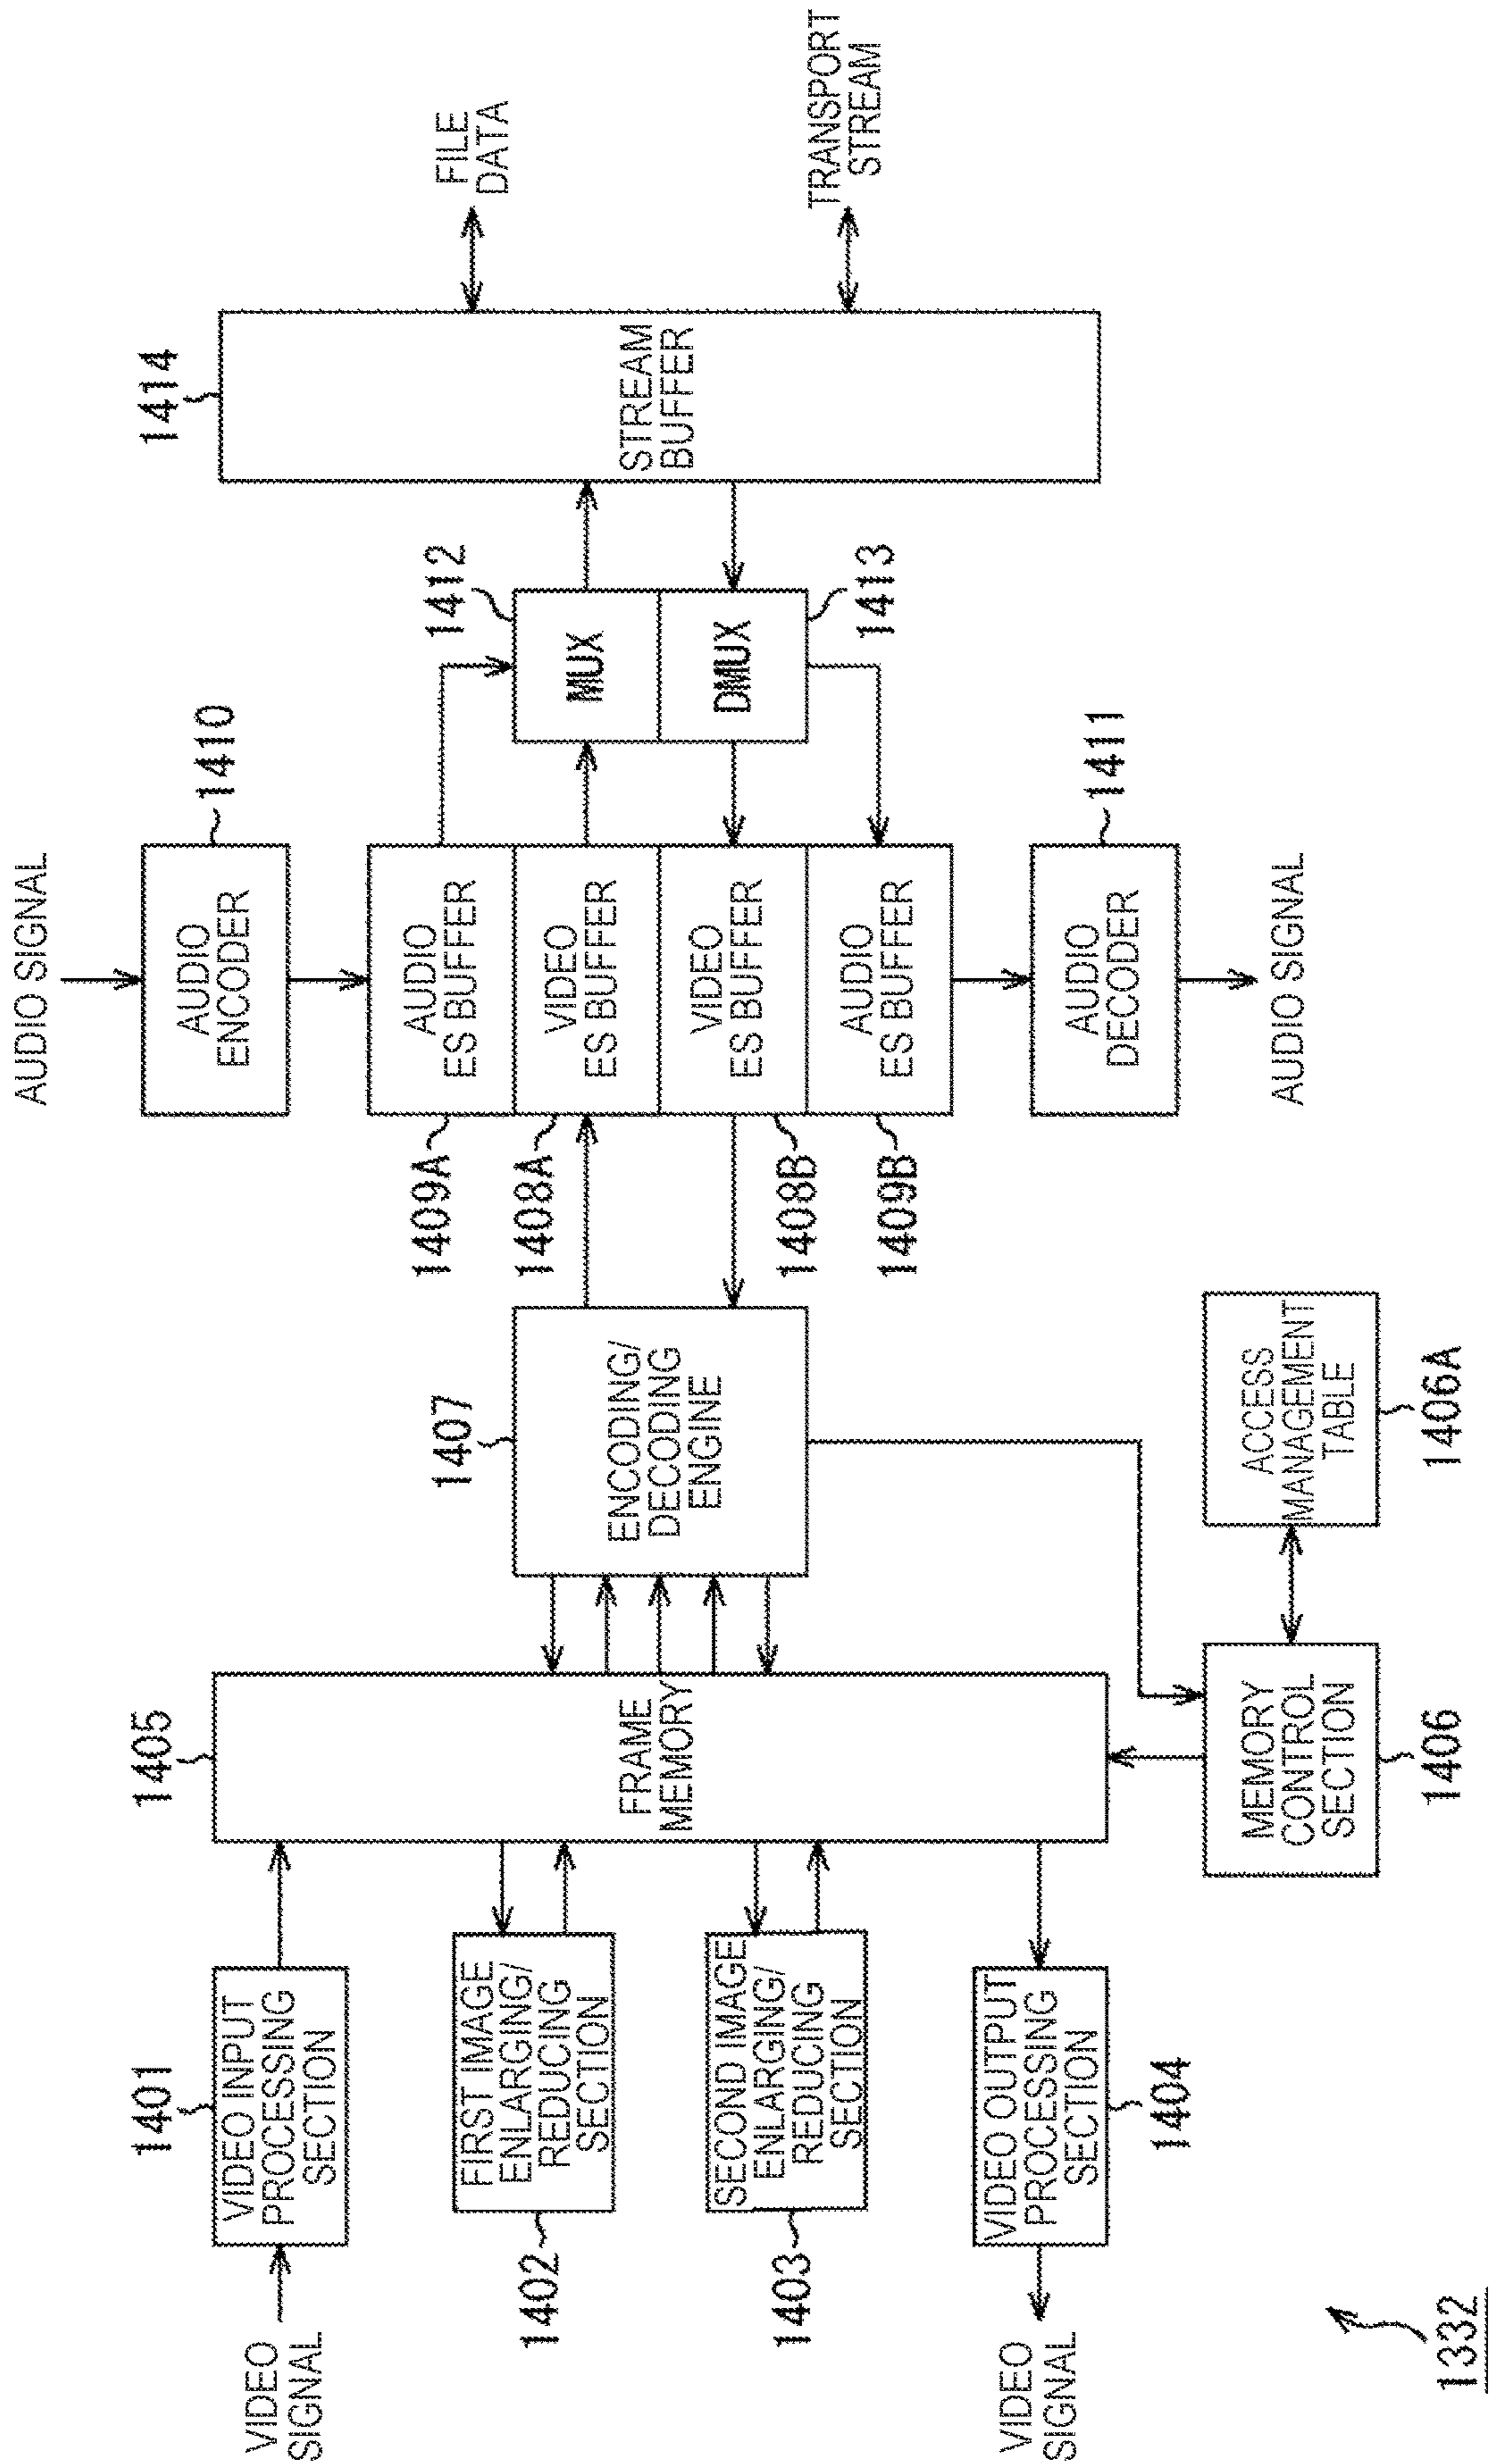 AUDIO SIGNAL
1410
AUDIO
ENCODER
1414
1412
FILE
DATA
TRANSPORT
STREAM
STREAM
BUFFER
MUX
DMUX
1413
AUDIO
ES BUFFER
VIDEO
ES BUFFER
VIDEO
ES BUFFER
AUDIO
ES BUFFER
1409A
1408A
1408B
1409B
1411
AUDIO
DECODER
AUDIO SIGNAL
1407
ENCODING/
DECODING
ENGINE
ACCESS
MANAGEMENT
TABLE
1406A
1405
FRAME
MEMORY
MEMORY
CONTROL
SECTION
1406
1401
VIDEO INPUT
PROCESSING
SECTION
FIRST IMAGE
ENLARGING/
REDUCING
SECTION
1402
SECOND IMAGE
ENLARGING/
REDUCING
SECTION
1403
VIDEO OUTPUT
PROCESSING
SECTION
1404
VIDEO
SIGNAL
VIDEO
SIGNAL
1332